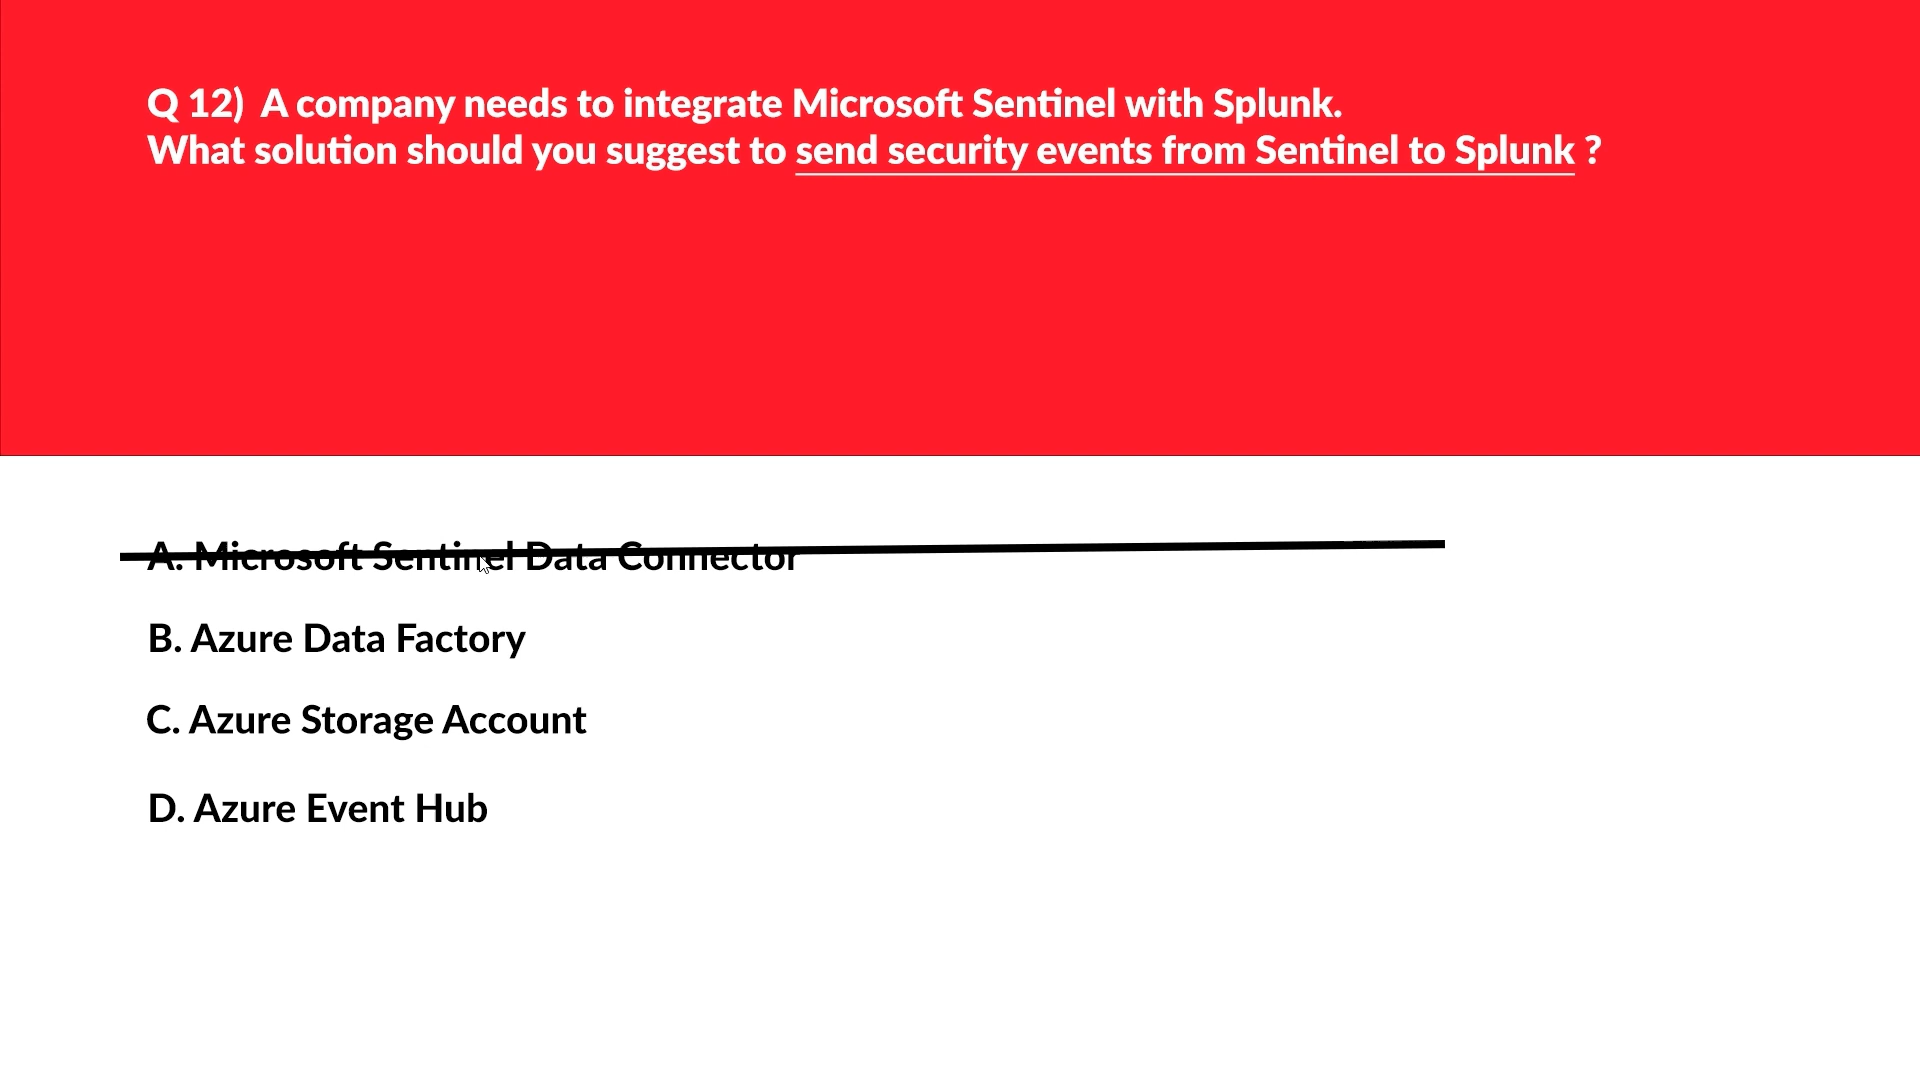 Q 12) A company needs to integrate Microsoft Sentinel with Splunk.
What solution should you suggest to send security events from Sentinel to Splunk ?
A. Microsoft Sentinel Data Connector
B. Azure Data Factory
C. Azure Storage Account
D. Azure Event Hub